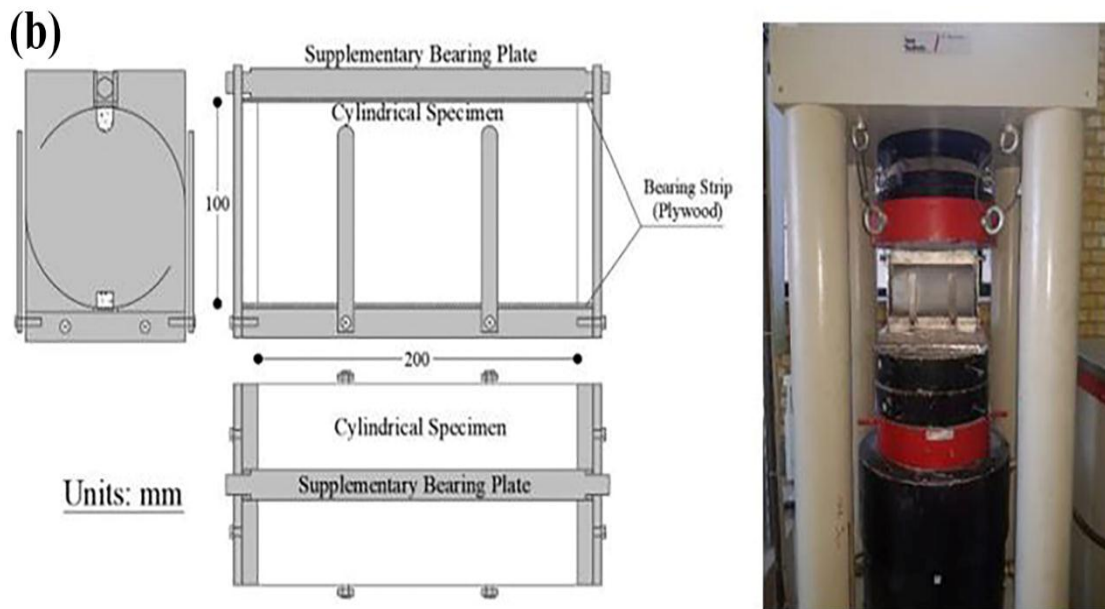 (b)
Supplementary Bearing Plate
Cylindrical Specimen
100
Bearing Strip
(Plywood)
200
Cylindrical Specimen
Supplementary Bearing Plate
Units: mm